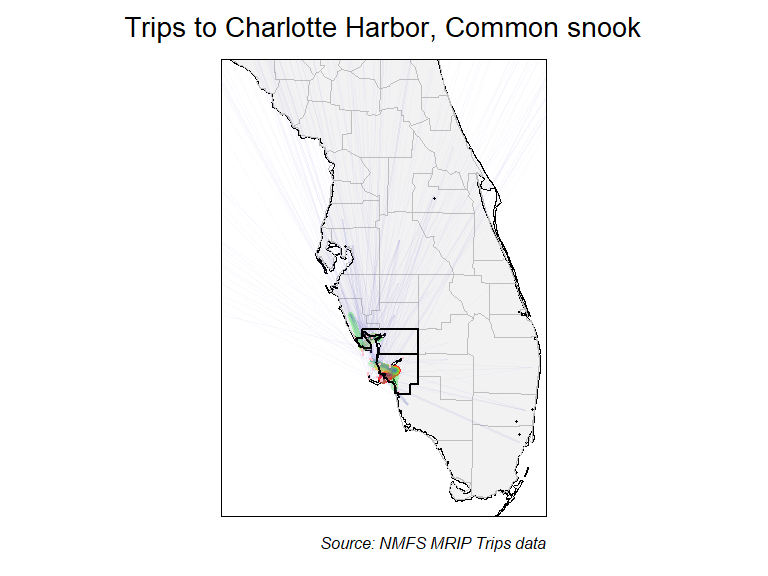 Trips to Charlotte Harbor, Common snook
Source: NMFS MRIP Trips data